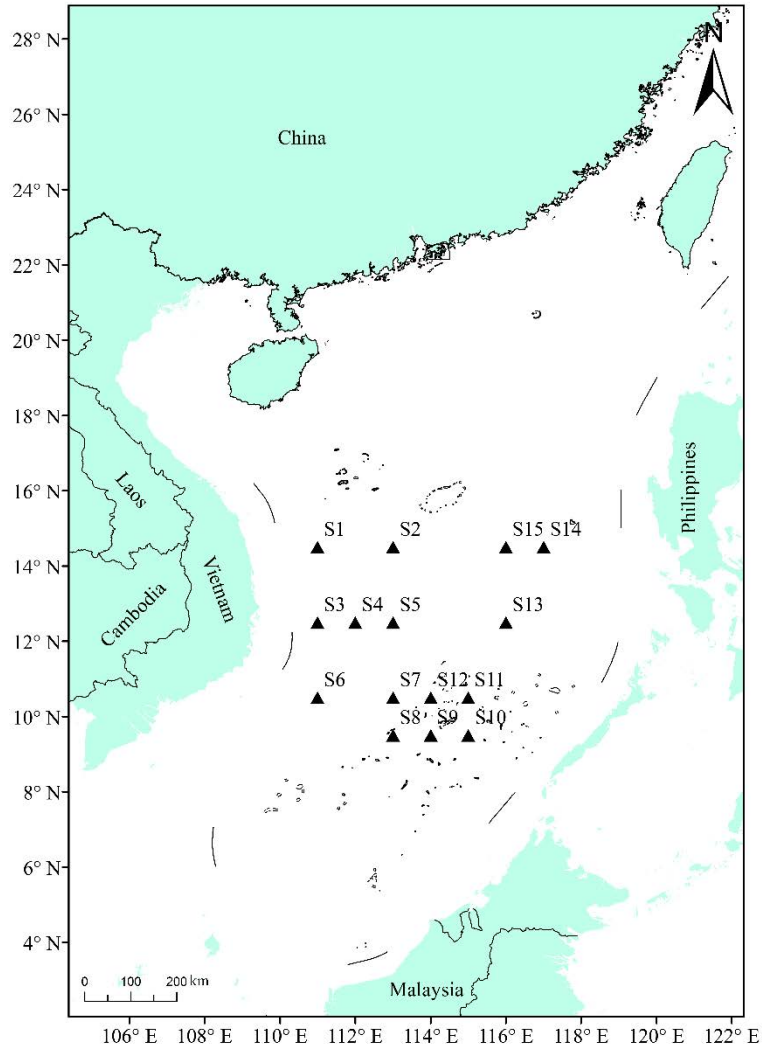 28° N
N
China
26° N
24° N
22° N
20° N
18° N
Laos
Philippines
16° N
S1 S2 S15 S14
14° N
Vietnam
Cambodia
S3 S4 S5 S13
12° N
S6 S7 S12 S11
10° N
S8 S9 S10
8° N
6° N
4° N
0 100 200 km
Malaysia
106° E 108° E 110° E 112° E 114° E 116° E 118° E 120° E 122° E